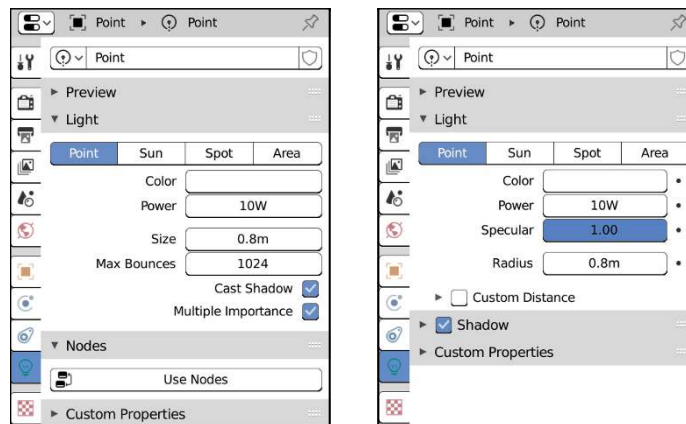 Point Point
Point
Preview
Light
Point Sun Spot Area
Color
Power 10W
Size 0.8m
Max Bounces 1024
Cast Shadow
Multiple Importance
Nodes
Use Nodes
Custom Properties
Point Point
Point
Preview
Light
Point Sun Spot Area
Color
Power 10W
Specular 1.00
Radius 0.8m
Custom Distance
Shadow
Custom Properties